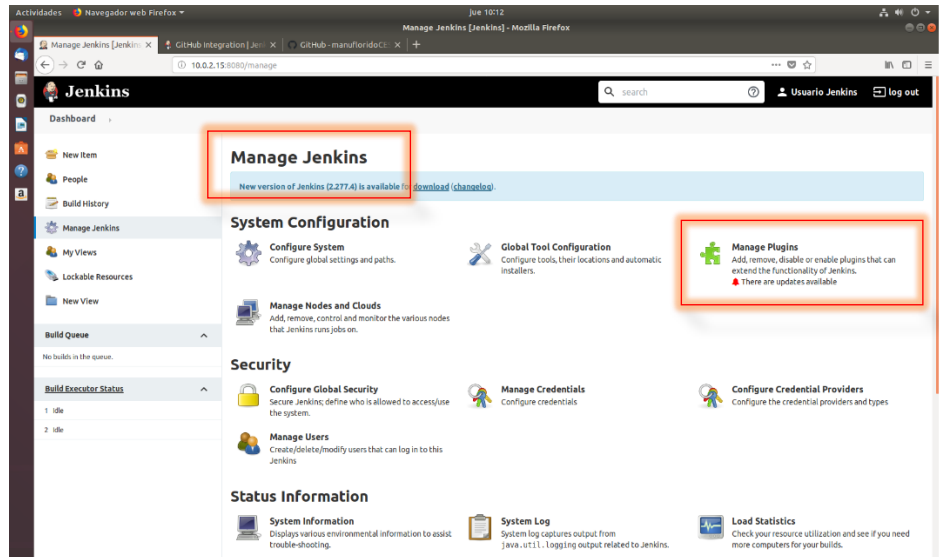 Actividades Navegador web Firefox
jue 10:12
Manage Jenkins [Jenkins] - Mozilla Firefox
Manage Jenkins [Jenkins
GitHub Integration | Jen
GitHub - manufloridoCE
10.0.2.15:8080/manage
Jenkins
search
Usuario Jenkins
log out
Dashboard
New Item
People
Build History
Manage Jenkins
My Views
Lockable Resources
New View
Build Queue
No builds in the queue.
Build Executor Status
1 Idle
2 Idle
Manage Jenkins
New version of Jenkins (2.277.4) is available for download (changelog).
System Configuration
Configure System
Configure global settings and paths.
Global Tool Configuration
Configure tools, their locations and automatic
installers.
Manage Plugins
Add, remove, disable or enable plugins that can
extend the functionality of Jenkins.
There are updates available
Manage Nodes and Clouds
Add, remove, control and monitor the various nodes
that Jenkins runs jobs on.
Security
Configure Global Security
Secure Jenkins; define who is allowed to access/use
the system.
Manage Credentials
Configure credentials
Configure Credential Providers
Configure the credential providers and types
Manage Users
Create/delete/modify users that can log in to this
Jenkins
Status Information
System Information
Displays various environmental information to assist
trouble-shooting.
System Log
System log captures output from
java.util.logging output related to Jenkins.
Load Statistics
Check your resource utilization and see if you need
more computers for your builds.